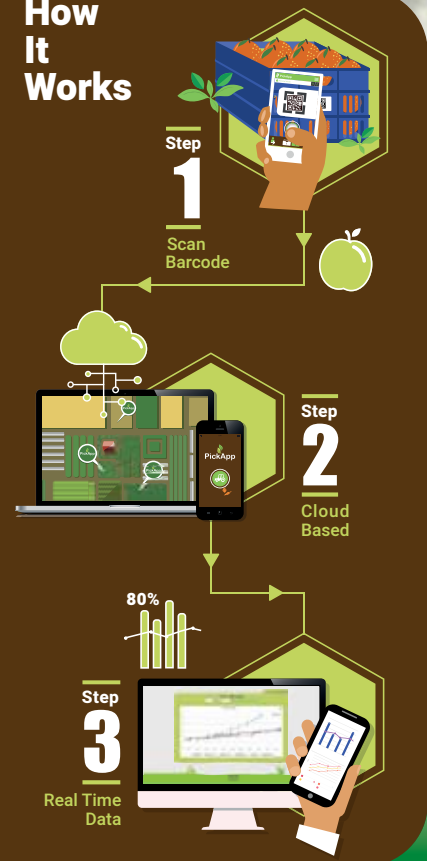 How
It
Works
Step
1
Scan
Barcode
Step
2
Cloud
Based
PickApp
80%
Step
3
Real Time
Data